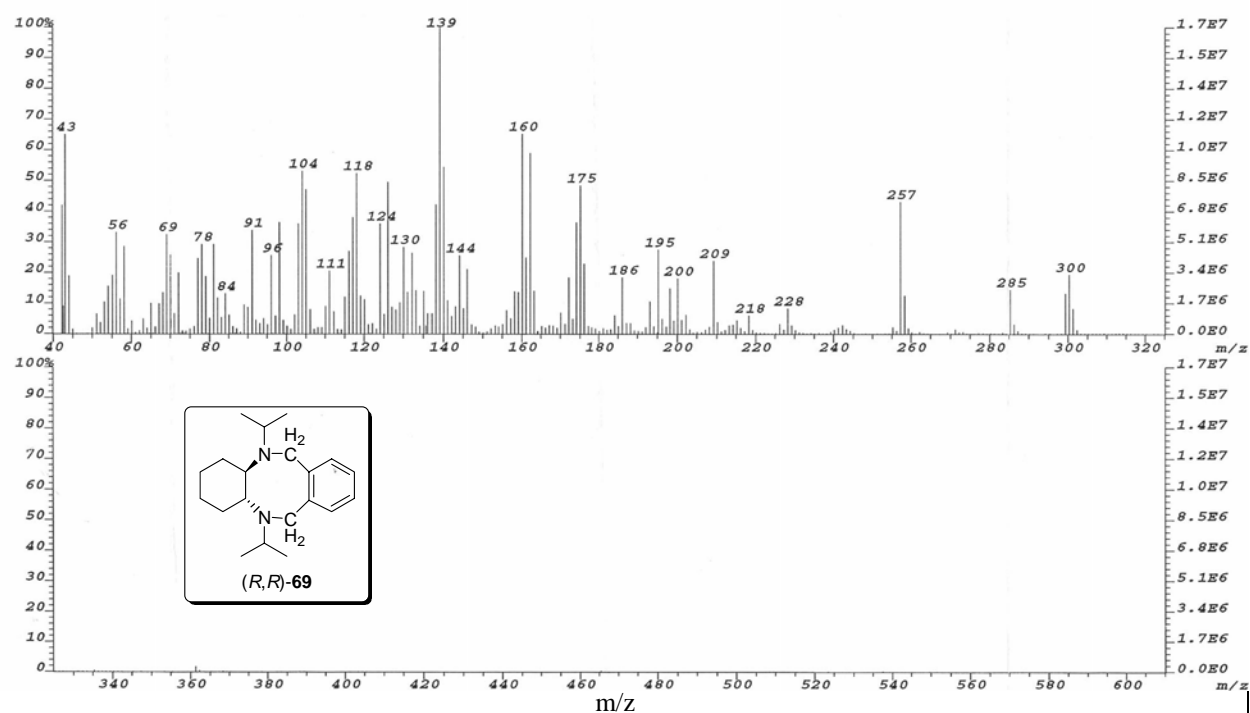 100% 1.7E7
90 1.5E7
80 1.4E7
70 1.2E7
60 1.0E7
50 8.5E6
40 6.8E6
30 5.1E6
20 3.4E6
10 1.7E6
0 0.0E0
43 56 69 78 84 91 96 104 111 118 124 130 139 144 160 175 186 195 200 209 218 228 257 285 300
40 60 80 100 120 140 160 180 200 220 240 260 280 300 320 m/z
100% 1.7E7
90 1.5E7
80 1.4E7
70 1.2E7
60 1.0E7
50 8.5E6
40 6.8E6
30 5.1E6
20 3.4E6
10 1.7E6
0 0.0E0
H2
N C
N C
H2
(R,R)-69
340 360 380 400 420 440 460 480 500 520 540 560 580 600 m/z
m/z